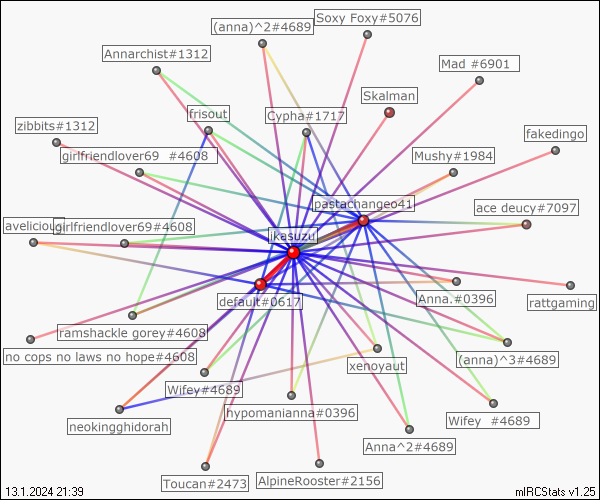 Soxy Foxy#5076
(anna)^2#4689
Annarchist#1312
Mad #6901
Skalman
frisout
Cypha#1717
zibbits#1312
fakedingo
girlfriendlover69 #4608
Mushy#1984
pastachangeo41
ace deucy#7097
girlfriendlover69#4608
ikasuzu
default#0617
Anna.#0396
rattgaming
ramshackle gorey#4608
no cops no laws no hope#4608
(anna)^3#4689
xenoyaut
Wifey#4689
hypomanianna#0396
Wifey #4689
neokingghidorah
Anna^2#4689
Toucan#2473
AlpineRooster#2156
13.1.2024 21:39
mIRCStats v1.25